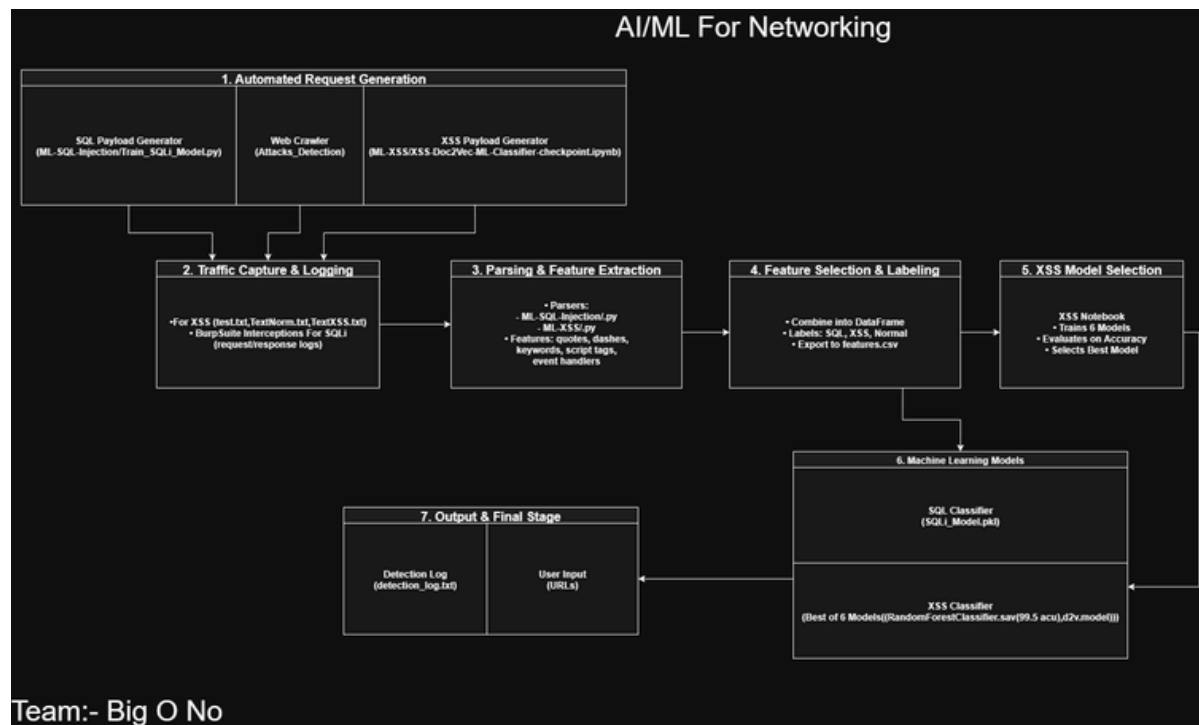 AI/ML For Networking
1. Automated Request Generation
SQL Payload Generator
(ML-SQL-Injection/Train_SQLi_Model.py)
Web Crawler
(Attacks_Detection)
XSS Payload Generator
(ML-XSS/XSS-Doc2Vec-ML-Classifier-checkpoint.ipynb)
2. Traffic Capture & Logging
•For XSS (test.txt,TextNorm.txt,TextXSS.txt)
• BurpSuite Interceptions For SQLi
(request/response logs)
3. Parsing & Feature Extraction
• Parsers:
- ML-SQL-Injection/.py
- ML-XSS/.py
• Features: quotes, dashes,
keywords, script tags,
event handlers
4. Feature Selection & Labeling
• Combine into DataFrame
• Labels: SQL, XSS, Normal
• Export to features.csv
5. XSS Model Selection
XSS Notebook
• Trains 6 Models
• Evaluates on Accuracy
• Selects Best Model
6. Machine Learning Models
SQL Classifier
(SQLi_Model.pkl)
XSS Classifier
(Best of 6 Models((RandomForestClassifier.sav(99.5 acu),d2v.model)))
7. Output & Final Stage
Detection Log
(detection_log.txt)
User Input
(URLs)
Team:- Big O No